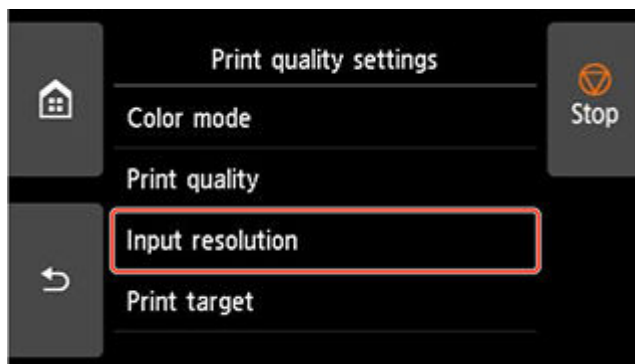 Print quality settings
Color mode
Stop
Print quality
Input resolution
Print target